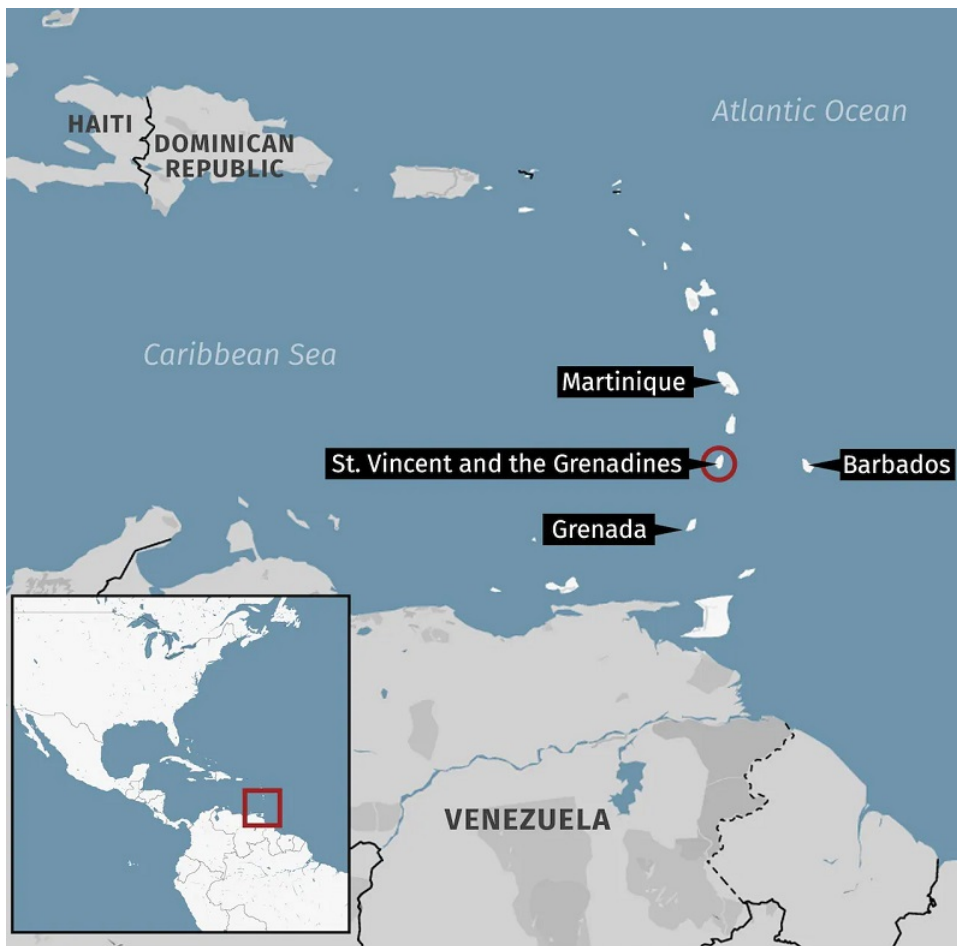 Atlantic Ocean
HAITI
DOMINICAN
REPUBLIC
Caribbean Sea
Martinique
St. Vincent and the Grenadines
Barbados
Grenada
VENEZUELA